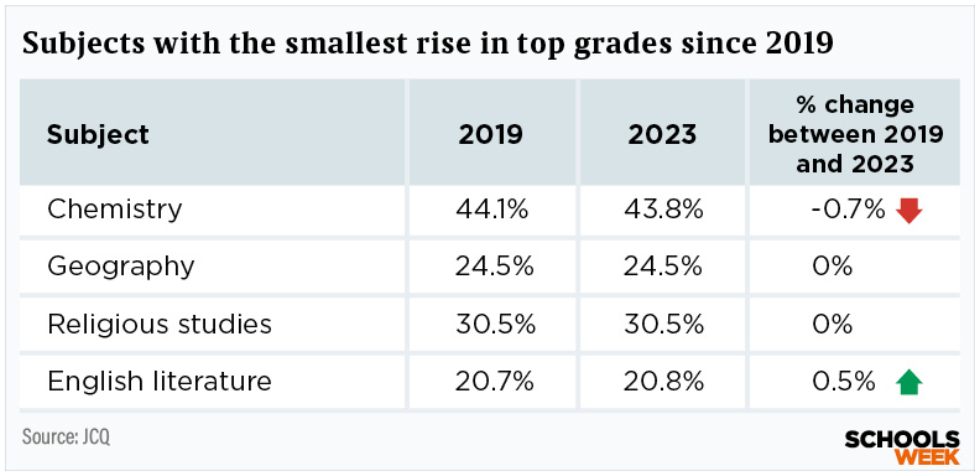 Subjects with the smallest rise in top grades since 2019
Subject 2019 2023 % change between 2019 and 2023
Chemistry 44.1% 43.8% -0.7%
Geography 24.5% 24.5% 0%
Religious studies 30.5% 30.5% 0%
English literature 20.7% 20.8% 0.5%
Source: JCQ
SCHOOLS
WEEK